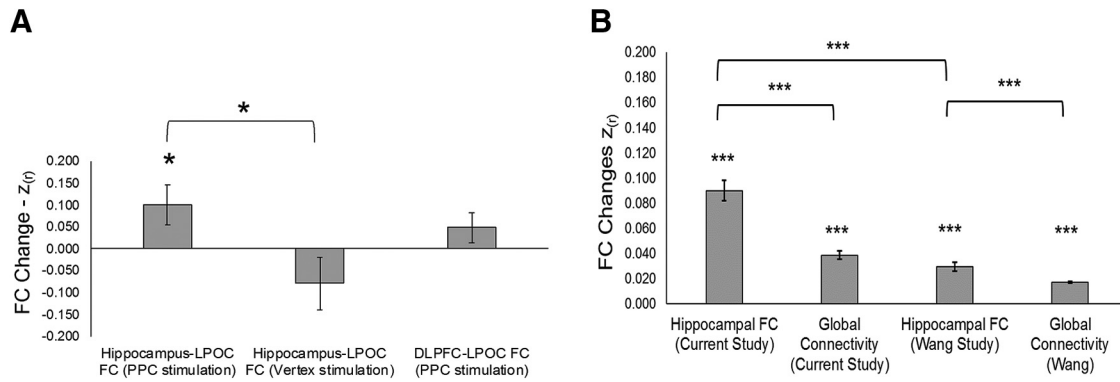 A
*
*
0.200
0.150
0.100
0.050
0.000
-0.050
-0.100
-0.150
-0.200
FC Change - z(r)
Hippocampus-LPOC
FC (PPC stimulation)
Hippocampus-LPOC
FC (Vertex stimulation)
DLPFC-LPOC FC
(PPC stimulation)
B
***
***
***
***
***
***
***
0.200
0.180
0.160
0.140
0.120
0.100
0.080
0.060
0.040
0.020
0.000
FC Changes z(r)
Hippocampal FC
(Current Study)
Global
Connectivity
(Current Study)
Hippocampal FC
(Wang Study)
Global
Connectivity
(Wang)